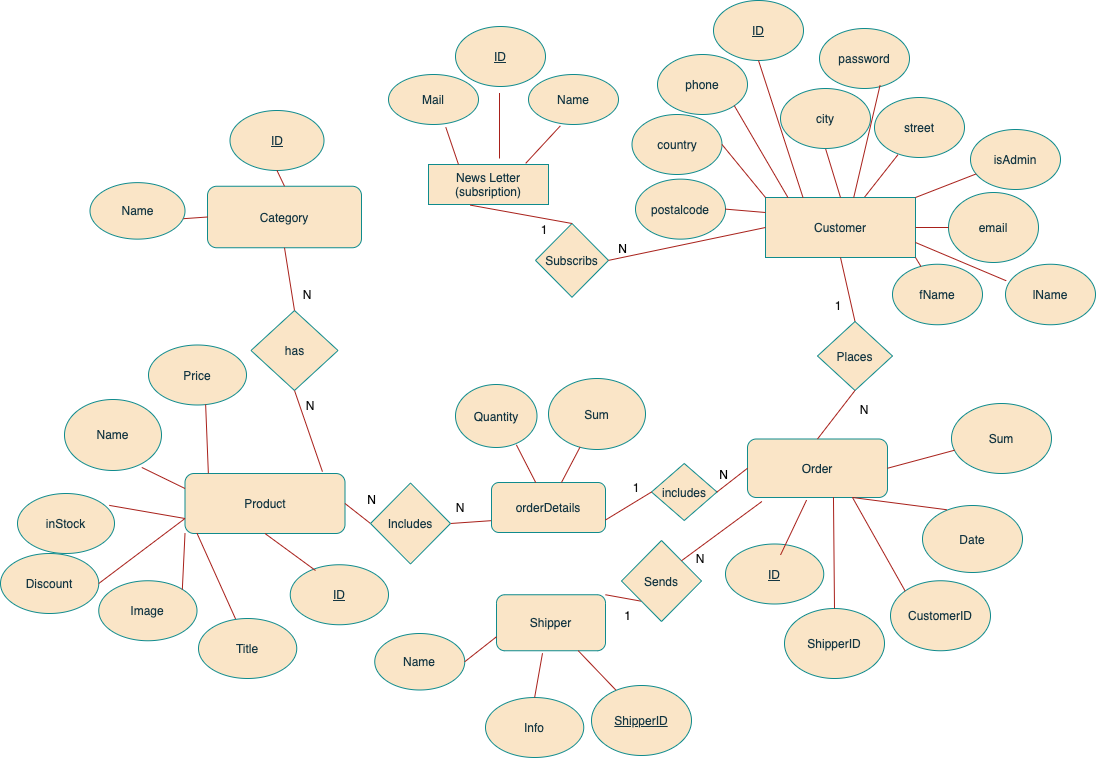 ID
ID
password
phone
Mail
Name
city
street
ID
country
isAdmin
News Letter
(subsription)
Name
Category
postalcode
Customer
email
1
N
Subscribs
N
fName
lName
1
has
Places
Price
N
N
Name
Quantity
Sum
Sum
Order
N
1
includes
N
N
Product
orderDetails
inStock
Includes
Date
N
Discount
Sends
ID
ID
Image
1
CustomerID
Shipper
ShipperID
Title
Name
Info
ShipperID